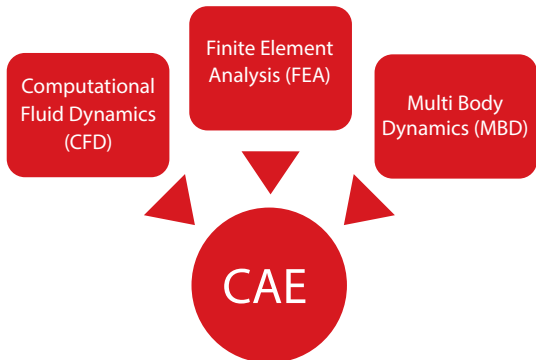 Computational
Fluid Dynamics
(CFD)
Finite Element
Analysis (FEA)
Multi Body
Dynamics (MBD)
CAE